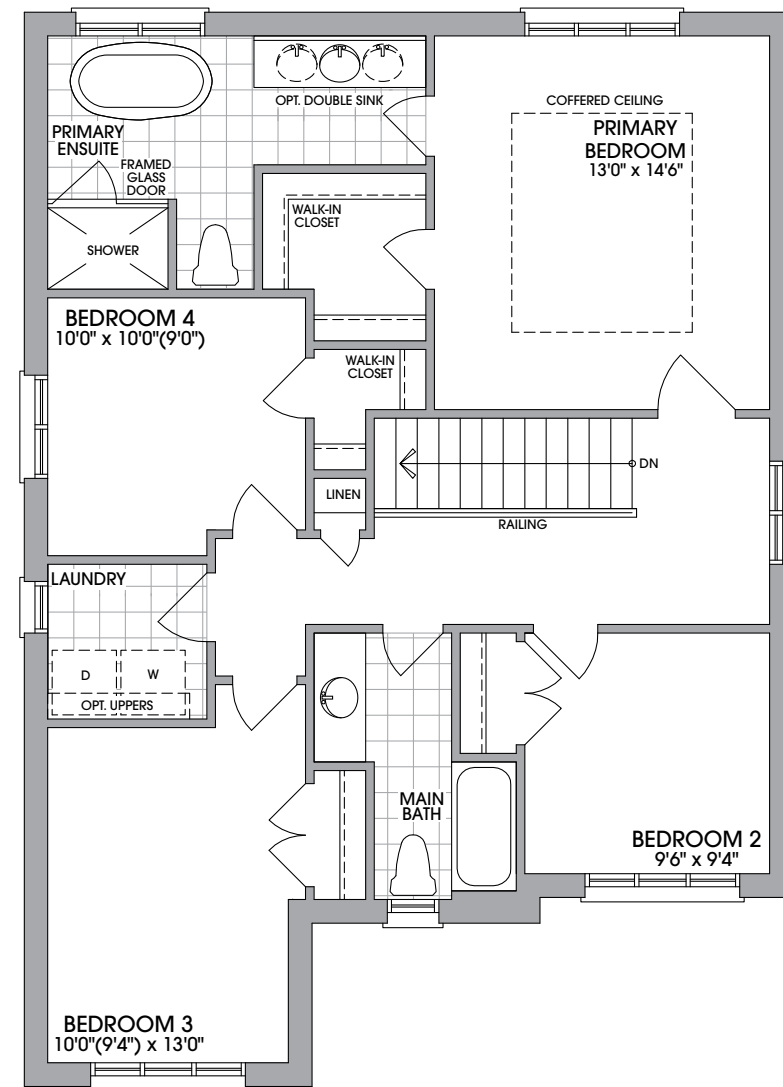 OPT. DOUBLE SINK
COFFERED CEILING
PRIMARY
ENSUITE
PRIMARY
BEDROOM
13'0" x 14'6"
FRAMED
GLASS
DOOR
SHOWER
WALK-IN
CLOSET
BEDROOM 4
10'0" x 10'0"(9'0")
WALK-IN
CLOSET
DN
LINEN
RAILING
LAUNDRY
D
W
OPT. UPPERS
MAIN
BATH
BEDROOM 2
9'6" x 9'4"
BEDROOM 3
10'0"(9'4") x 13'0"